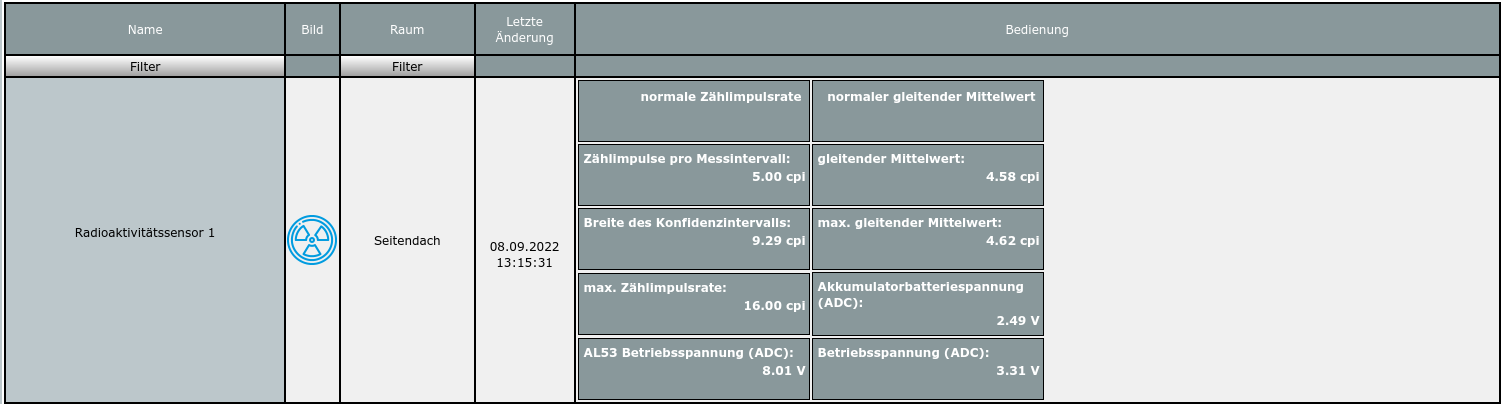 Name
Bild
Raum
Letzte
Änderung
Bedienung
Filter
Filter
Radioaktivitätssensor 1
Seitendach
08.09.2022
13:15:31
normale Zählimpulsrate
normaler gleitender Mittelwert
Zählimpulse pro Messintervall:
5.00 cpi
gleitender Mittelwert:
4.58 cpi
Breite des Konfidenzintervalls:
9.29 cpi
max. gleitender Mittelwert:
4.62 cpi
max. Zählimpulsrate:
16.00 cpi
Akkumulatorbatteriespannung
(ADC):
2.49 V
AL53 Betriebsspannung (ADC):
8.01 V
Betriebsspannung (ADC):
3.31 V